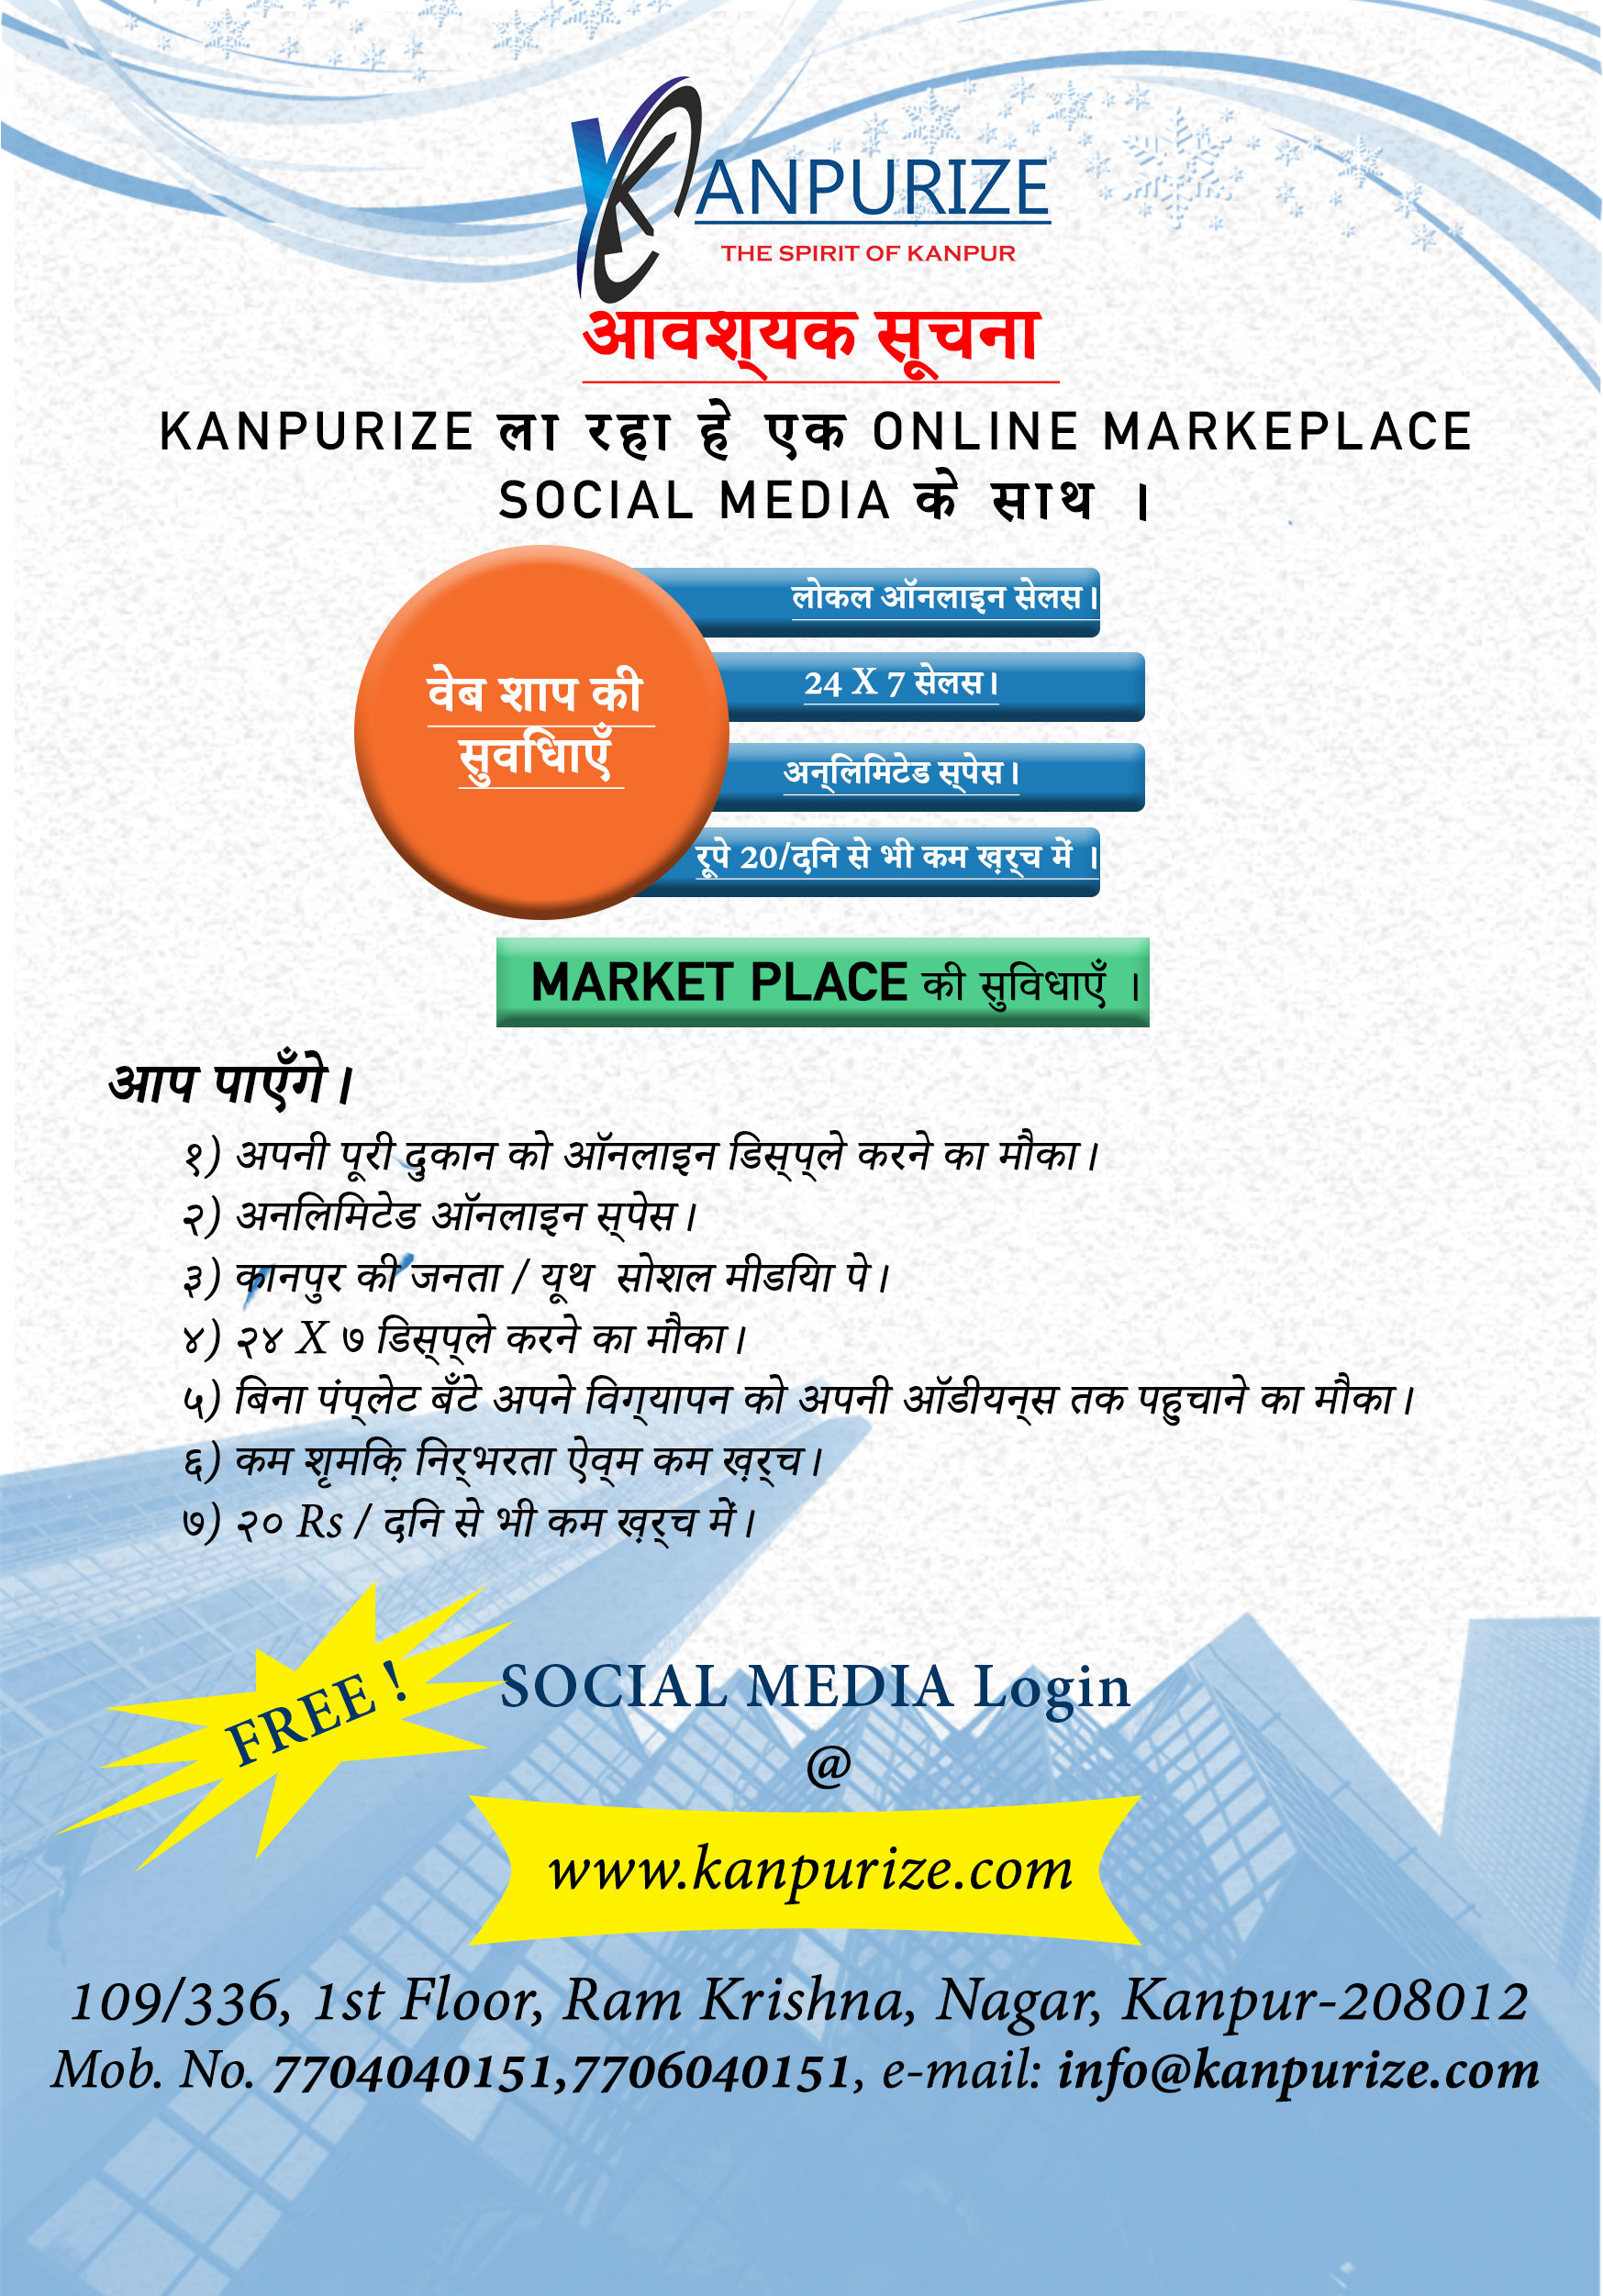 KANPURIZE
THE SPIRIT OF KANPUR
आवश्यक सूचना
KANPURIZE ला रहा हे एक ONLINE MARKEPLACE
SOCIAL MEDIA के साथ ।
वेब शाप की
सुवधिाएँ
लोकल ऑनलाइन सेलस।
24 X 7 सेलस।
अन्लिमिटेड स्पेस।
रूपे 20/दनि से भी कम ख़र्च में ।
MARKET PLACE की सुविधाएँ ।
आप पाएँगे।
१) अपनी पूरी दुकान को ऑनलाइन डिस्प्ले करने का मौका।
२) अनलिमिटेड ऑनलाइन स्पेस।
३) कानपुर की जनता / यूथ सोशल मीडयिा पे।
४) २४ X ७ डिस्प्ले करने का मौका।
५) बिना पंप्लेट बँटे अपने विग्यापन को अपनी ऑडीयन्स तक पहुचाने का मौका।
६) कम शृमकि़ निर्भरता ऐव्म कम ख़र्च।
७) २० Rs / दनि से भी कम ख़र्च में।
FREE !
SOCIAL MEDIA Login
@
www.kanpurize.com
109/336, 1st Floor, Ram Krishna, Nagar, Kanpur-208012
Mob. No. 7704040151,7706040151, e-mail: info@kanpurize.com